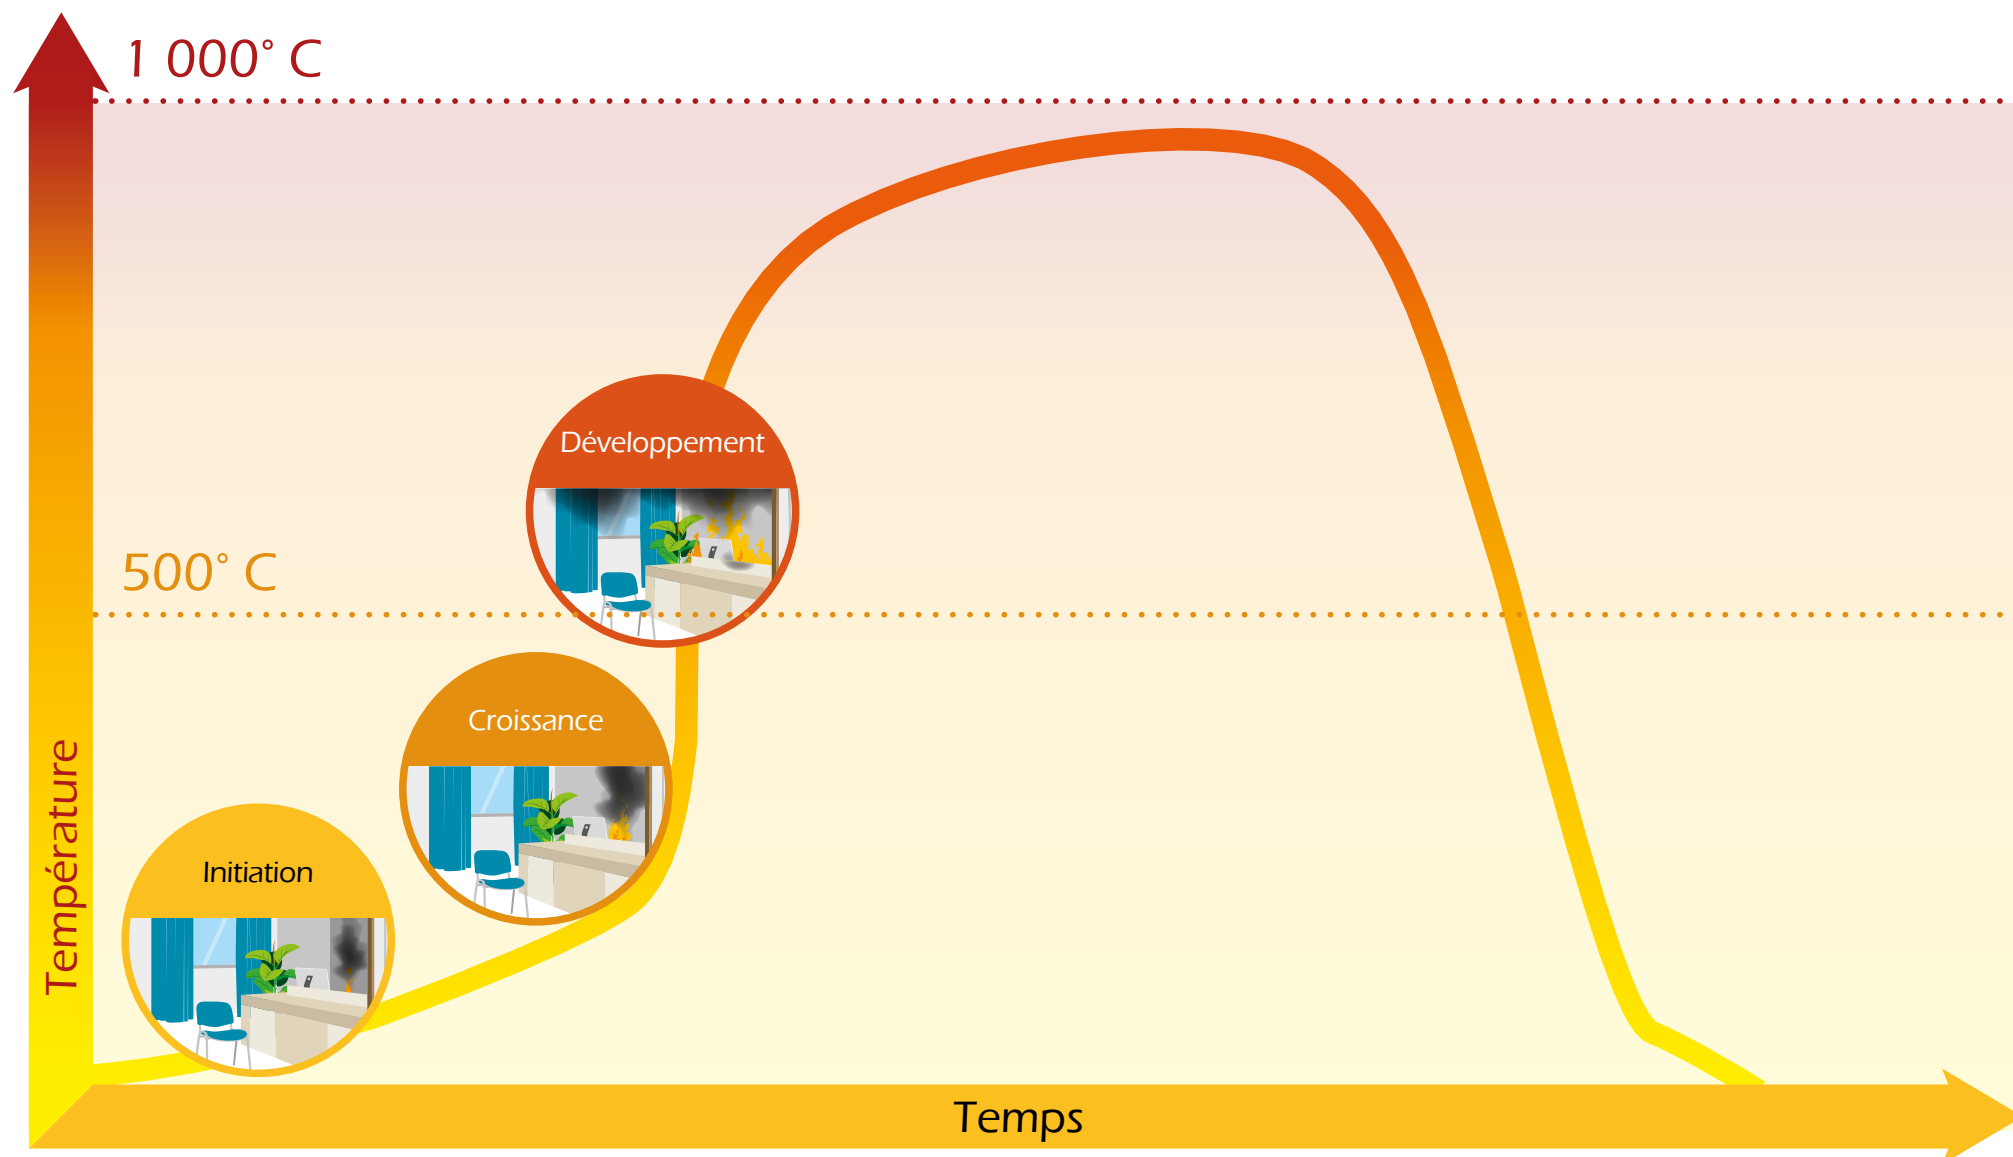 1 000° C
Développement
500° C
Croissance
Température
Initiation
Temps